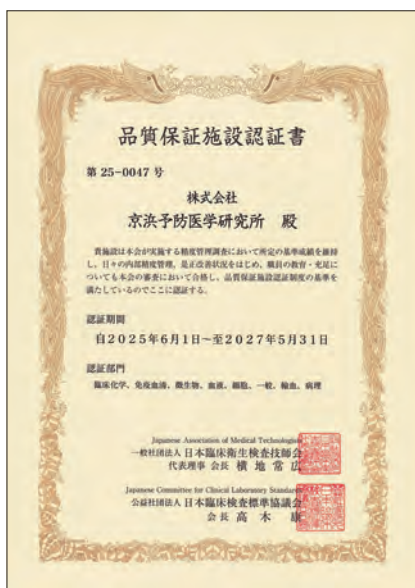 品質保証施設認証書
第 25-0047 号
株式会社
京浜予防医学研究所 殿
貴施設は本会が実施する精度管理調査において所定の基準成績を維持
し、日々の内部精度管理、是正改善状況をはじめ、職員の教育・充足に
ついても本会の審査において合格し、品質保証施設認証制度の基準を
満たしているのでここに認証する。
認証期間
自2025年6月1日~至2027年5月31日
認証部門
臨床化学、免疫血清、微生物、血液、細胞、一般、輸血、病理
Japanese Association of Medical Technologists
一般社団法人 日本臨床衛生検査技師会
代表理事 会長 横地常広
Japanese Committee for Clinical Laboratory Standards
公益社団法人 日本臨床検査標準協議会
会長 高木 康